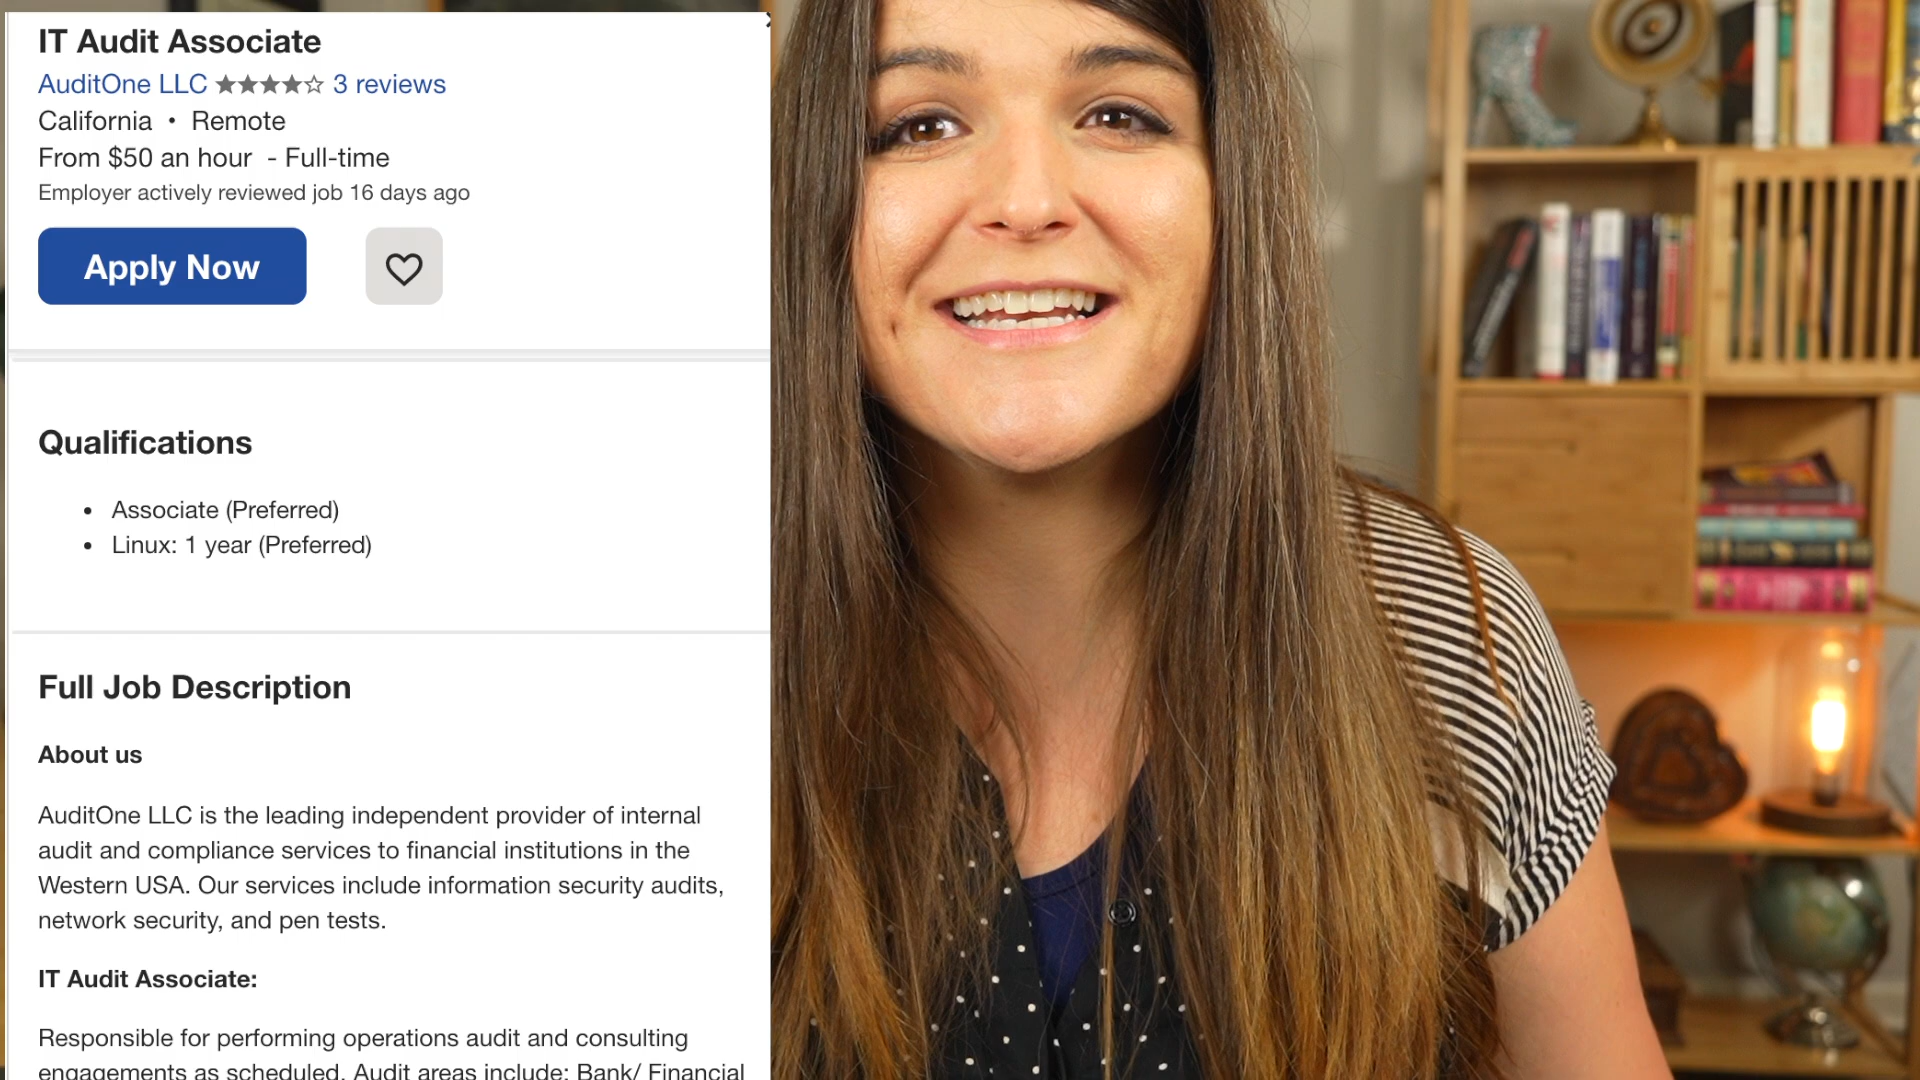 IT Audit Associate
AuditOne LLC ★★★★☆ 3 reviews
California • Remote
From $50 an hour - Full-time
Employer actively reviewed job 16 days ago
Apply Now
Qualifications
• Associate (Preferred)
• Linux: 1 year (Preferred)
Full Job Description
About us
AuditOne LLC is the leading independent provider of internal
audit and compliance services to financial institutions in the
Western USA. Our services include information security audits,
network security, and pen tests.
IT Audit Associate:
Responsible for performing operations audit and consulting
engagements as scheduled. Audit areas include: Bank/ Financial